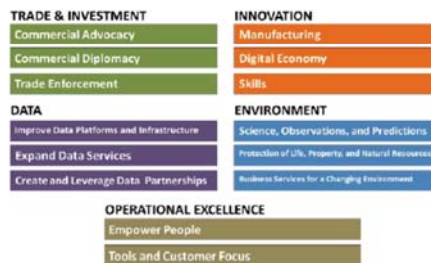 TRADE & INVESTMENT
Commercial Advocacy
Commercial Diplomacy
Trade Enforcement
INNOVATION
Manufacturing
Digital Economy
Skills
DATA
Improve Data Platforms and Infrastructure
Expand Data Services
Create and Leverage Data Partnerships
ENVIRONMENT
Science, Observations, and Predictions
Protection of Life, Property, and Natural Resources
Business Services for a Changing Environment
OPERATIONAL EXCELLENCE
Empower People
Tools and Customer Focus